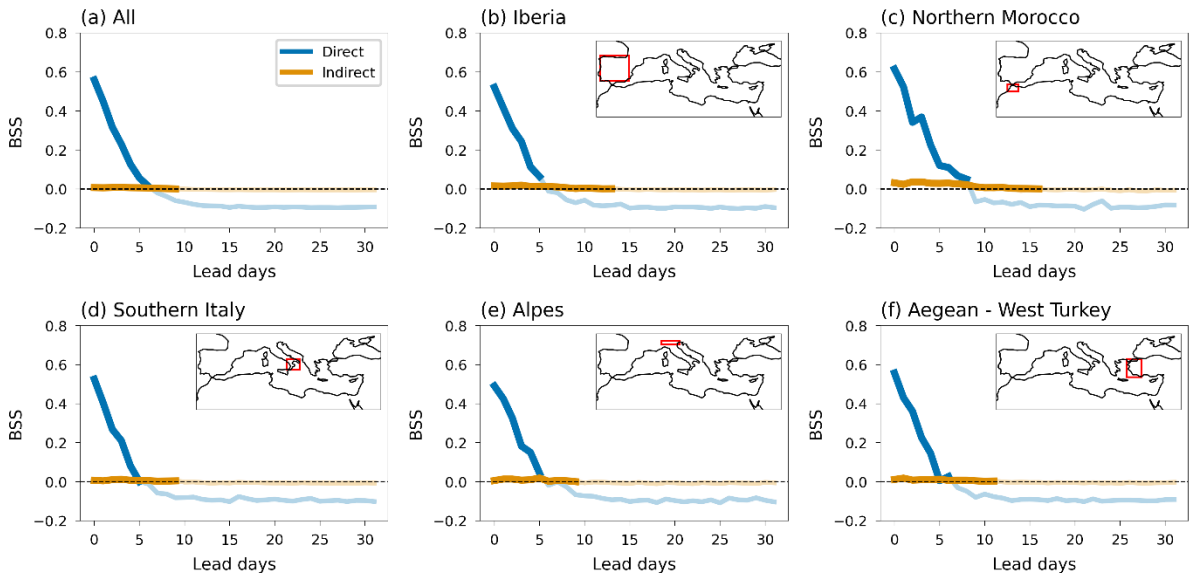 (a) All
0.8
0.6
0.4
0.2
0.0
−0.2
BSS
Direct
Indirect
0 5 10 15 20 25 30
Lead days
(b) Iberia
0.8
0.6
0.4
0.2
0.0
−0.2
BSS
0 5 10 15 20 25 30
Lead days
(c) Northern Morocco
0.8
0.6
0.4
0.2
0.0
−0.2
BSS
0 5 10 15 20 25 30
Lead days
(d) Southern Italy
0.8
0.6
0.4
0.2
0.0
−0.2
BSS
0 5 10 15 20 25 30
Lead days
(e) Alpes
0.8
0.6
0.4
0.2
0.0
−0.2
BSS
0 5 10 15 20 25 30
Lead days
(f) Aegean - West Turkey
0.8
0.6
0.4
0.2
0.0
−0.2
BSS
0 5 10 15 20 25 30
Lead days